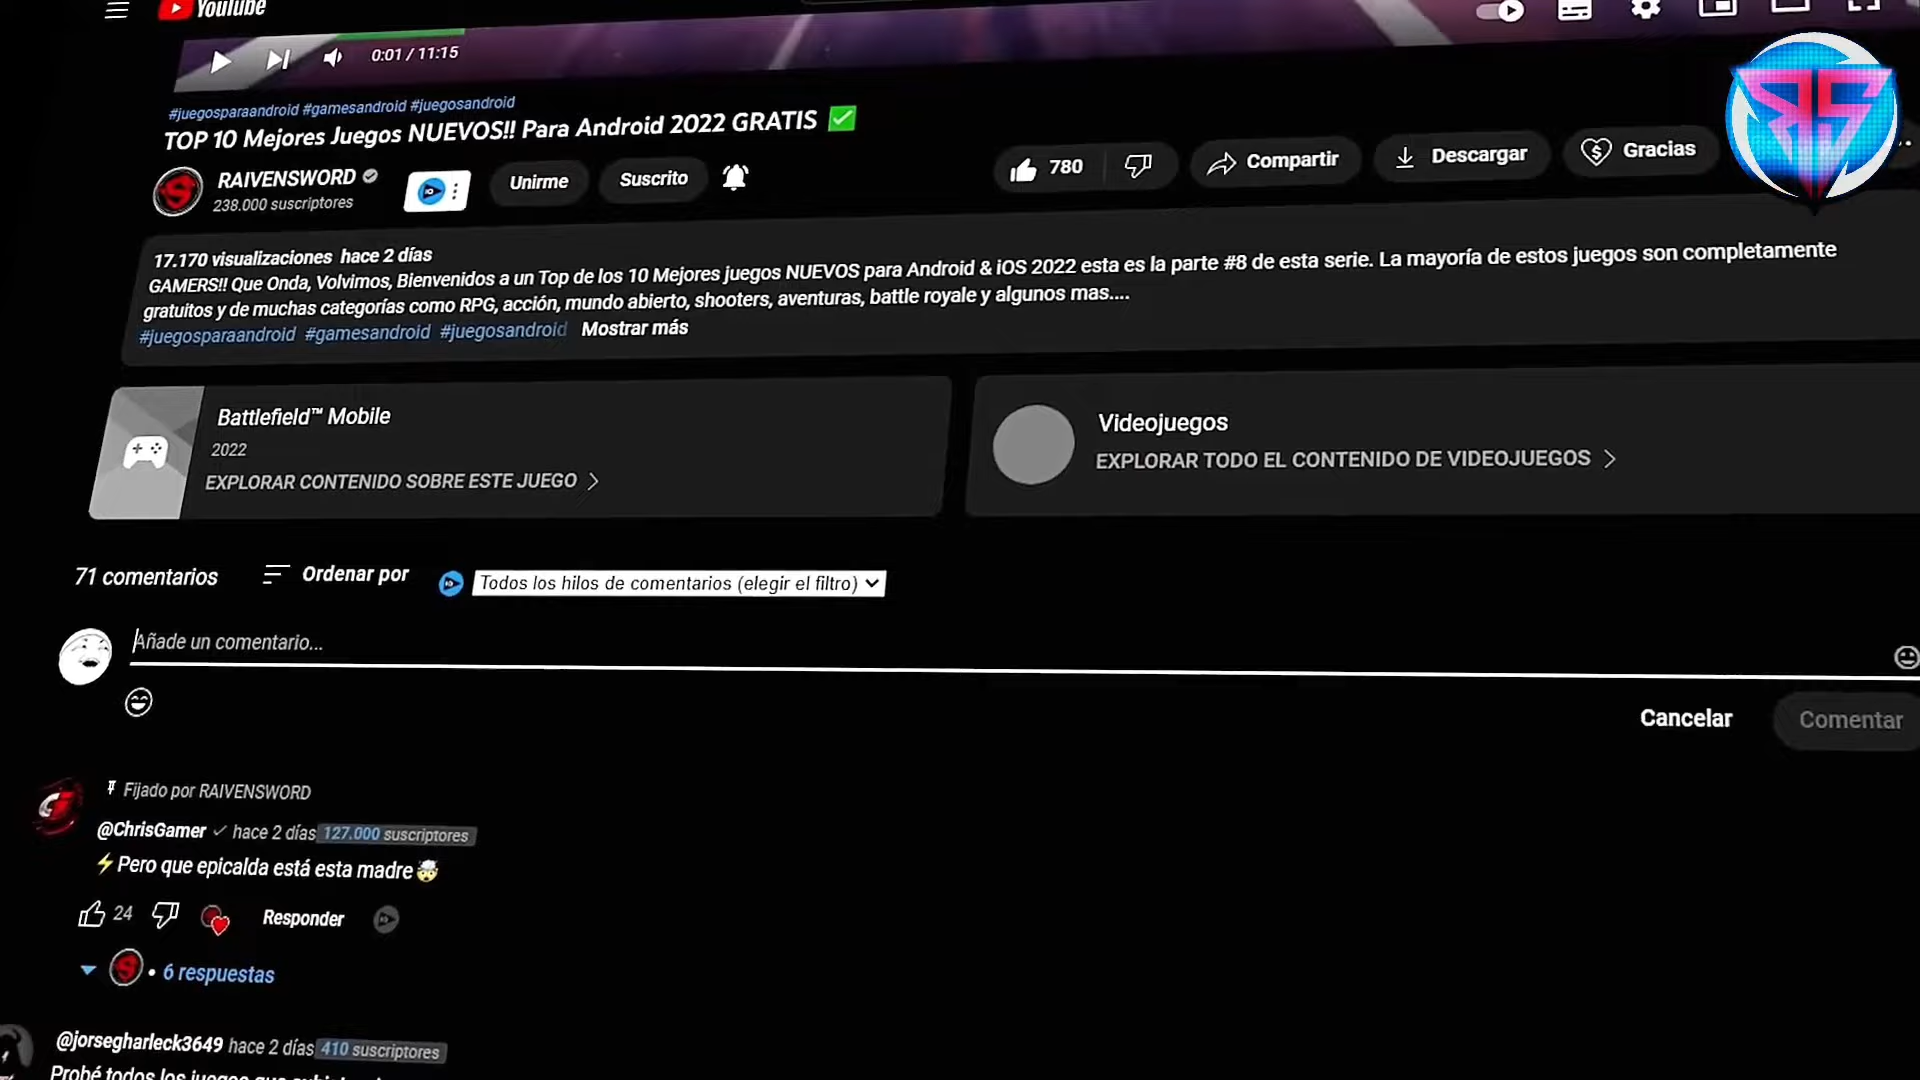 YouTube
0:01 / 11:15
#juegosparaandroid #gamesandroid #juegosandroid
TOP 10 Mejores Juegos NUEVOS!! Para Android 2022 GRATIS ✅
RAIVENSWORD
238.000 suscriptores
Unirme
Suscrito
780
Compartir
Descargar
Gracias
17.170 visualizaciones hace 2 días
GAMERS!! Que Onda, Volvimos, Bienvenidos a un Top de los 10 Mejores juegos NUEVOS para Android & iOS 2022 esta es la parte #8 de esta serie. La mayoría de estos juegos son completamente
gratuitos y de muchas categorías como RPG, acción, mundo abierto, shooters, aventuras, battle royale y algunos mas....
#juegosparaandroid #gamesandroid #juegosandroid Mostrar más
Battlefield™ Mobile
2022
EXPLORAR CONTENIDO SOBRE ESTE JUEGO
Videojuegos
EXPLORAR TODO EL CONTENIDO DE VIDEOJUEGOS
71 comentarios
Ordenar por
Todos los hilos de comentarios (elegir el filtro)
Añade un comentario...
Cancelar
Comentar
Fijado por RAIVENSWORD
@ChrisGamer ✓ hace 2 días 127.000 suscriptores
⚡Pero que epicalda está esta madre🤯
24
Responder
• 6 respuestas
@jorsegharleck3649 hace 2 días 410 suscriptores
Probé todos los juegos que